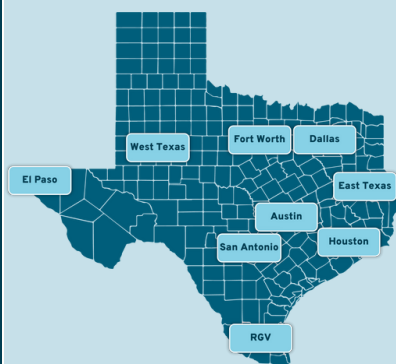 Fort Worth
Dallas
West Texas
El Paso
East Texas
Austin
San Antonio
Houston
RGV